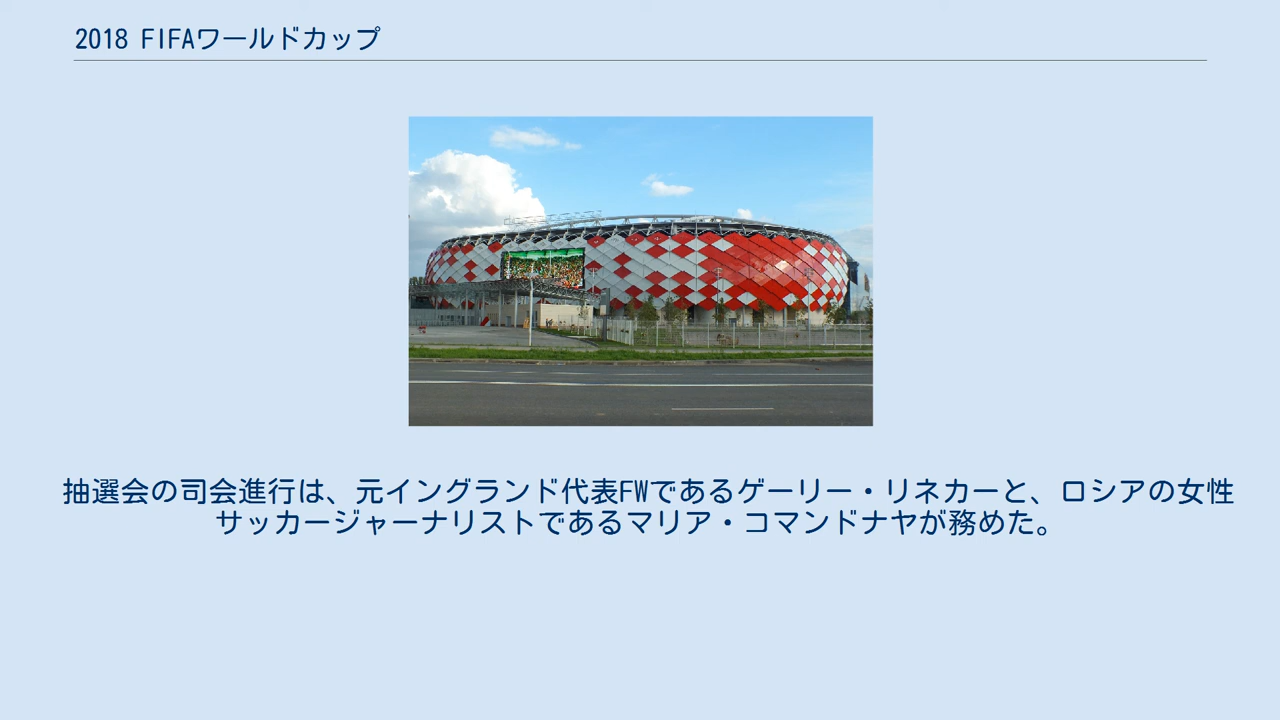 2018 FIFAワールドカップ
抽選会の司会進行は、元イングランド代表FWであるゲーリー・リネカーと、ロシアの女性
サッカージャーナリストであるマリア・コマンドナヤが務めた。